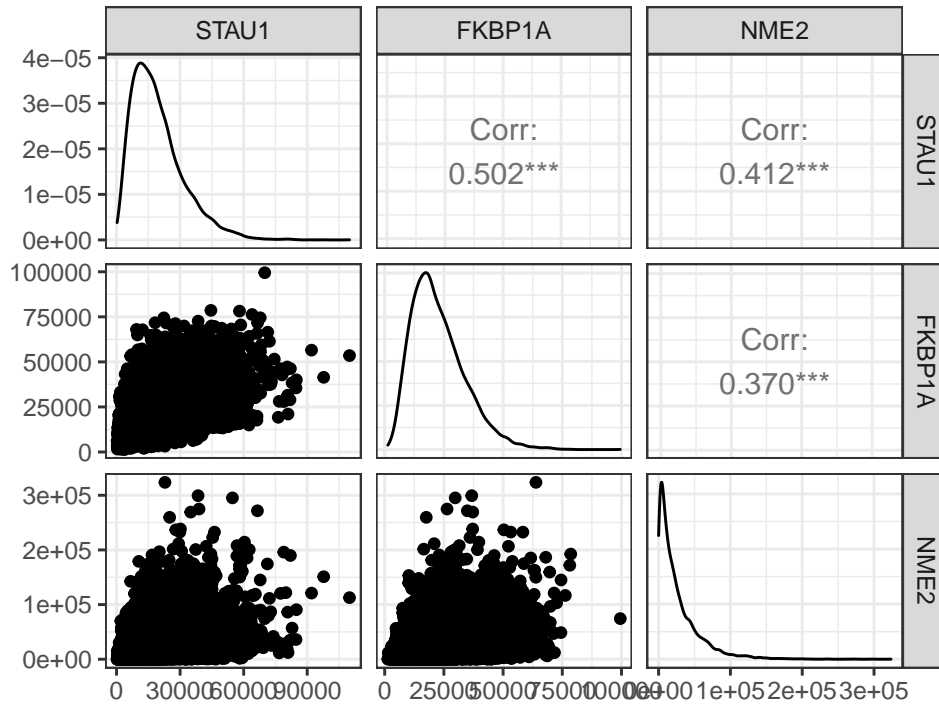 STAU1 FKBP1A NME2
4e−05
3e−05
2e−05
1e−05
0e+00
Corr:
0.502***
Corr:
0.412***
STAU1
100000
75000
50000
25000
0
Corr:
0.370***
FKBP1A
3e+05
2e+05
1e+05
0e+00
NME2
0 30000 60000 90000
0 25000 50000 75000 100000
0e+00 1e+05 2e+05 3e+05